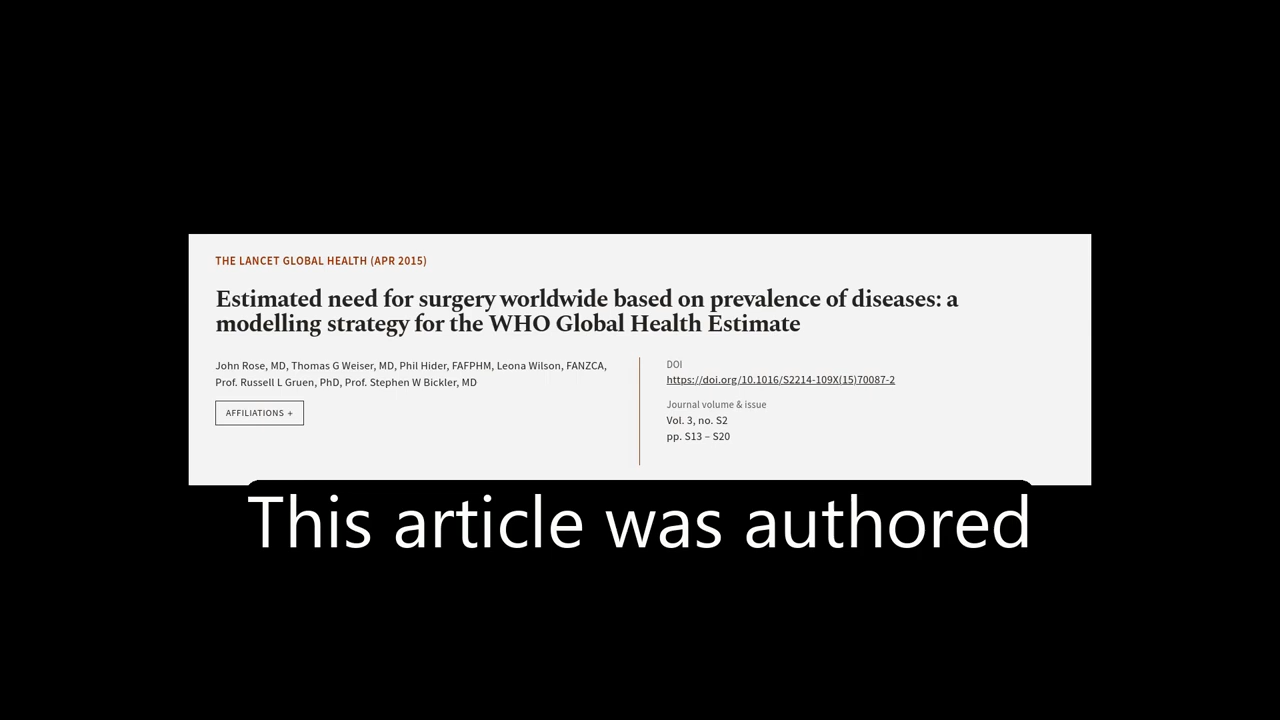 THE LANCET GLOBAL HEALTH (APR 2015)
Estimated need for surgery worldwide based on prevalence of diseases: a
modelling strategy for the WHO Global Health Estimate
John Rose, MD, Thomas G Weiser, MD, Phil Hider, FAFPHM, Leona Wilson, FANZCA,
Prof. Russell L Gruen, PhD, Prof. Stephen W Bickler, MD
AFFILIATIONS +
DOI
https://doi.org/10.1016/S2214-109X(15)70087-2
Journal volume & issue
Vol. 3, no. S2
pp. S13 – S20
This article was authored